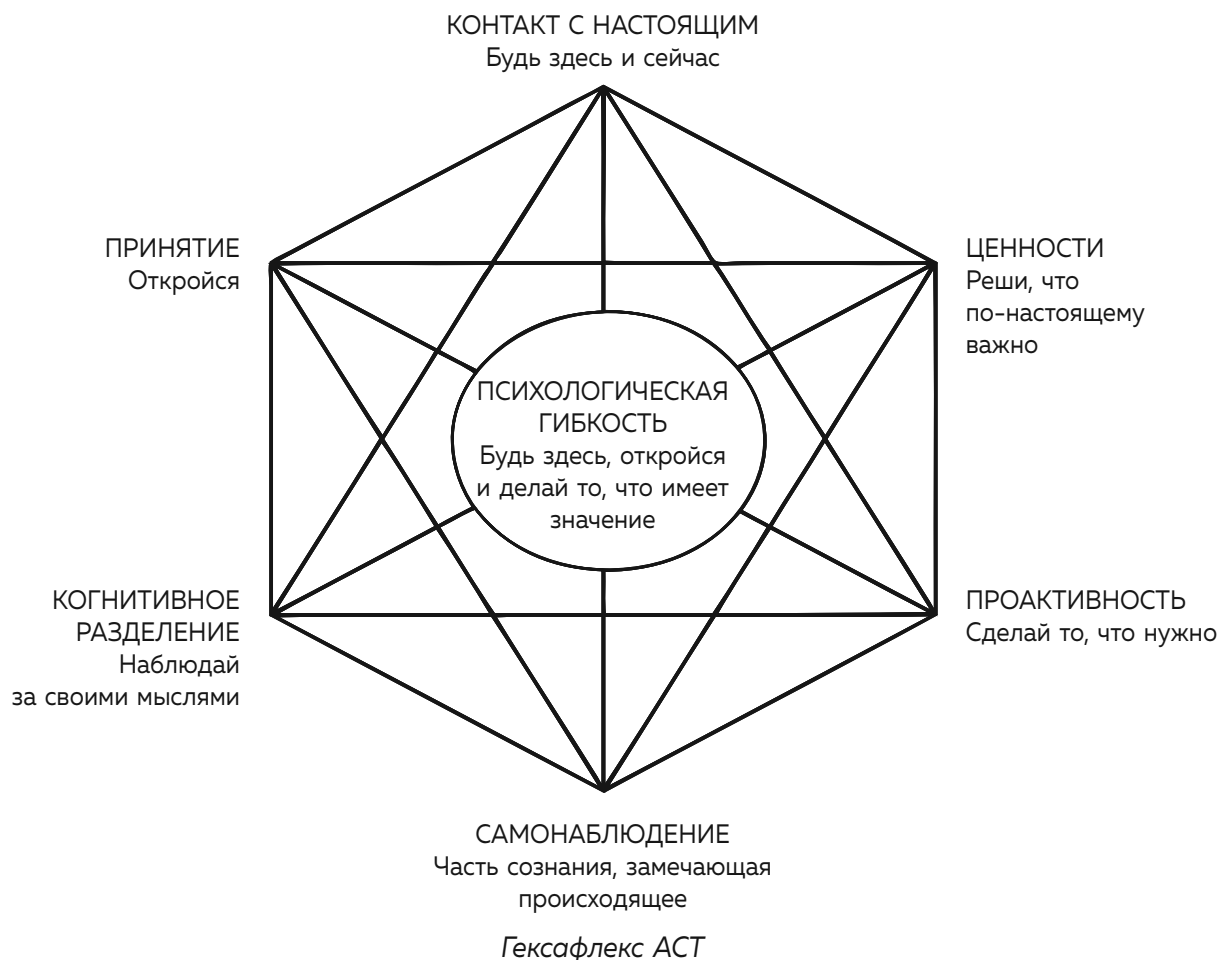 КОНТАКТ С НАСТОЯЩИМ
Будь здесь и сейчас
ПРИНЯТИЕ
Откройся
ЦЕННОСТИ
Реши, что
по-настоящему
важно
ПСИХОЛОГИЧЕСКАЯ
ГИБКОСТЬ
Будь здесь, откройся
и делай то, что имеет
значение
КОГНИТИВНОЕ
РАЗДЕЛЕНИЕ
Наблюдай
за своими мыслями
ПРОАКТИВНОСТЬ
Сделай то, что нужно
САМОНАБЛЮДЕНИЕ
Часть сознания, замечающая
происходящее
Гексафлекс ACT